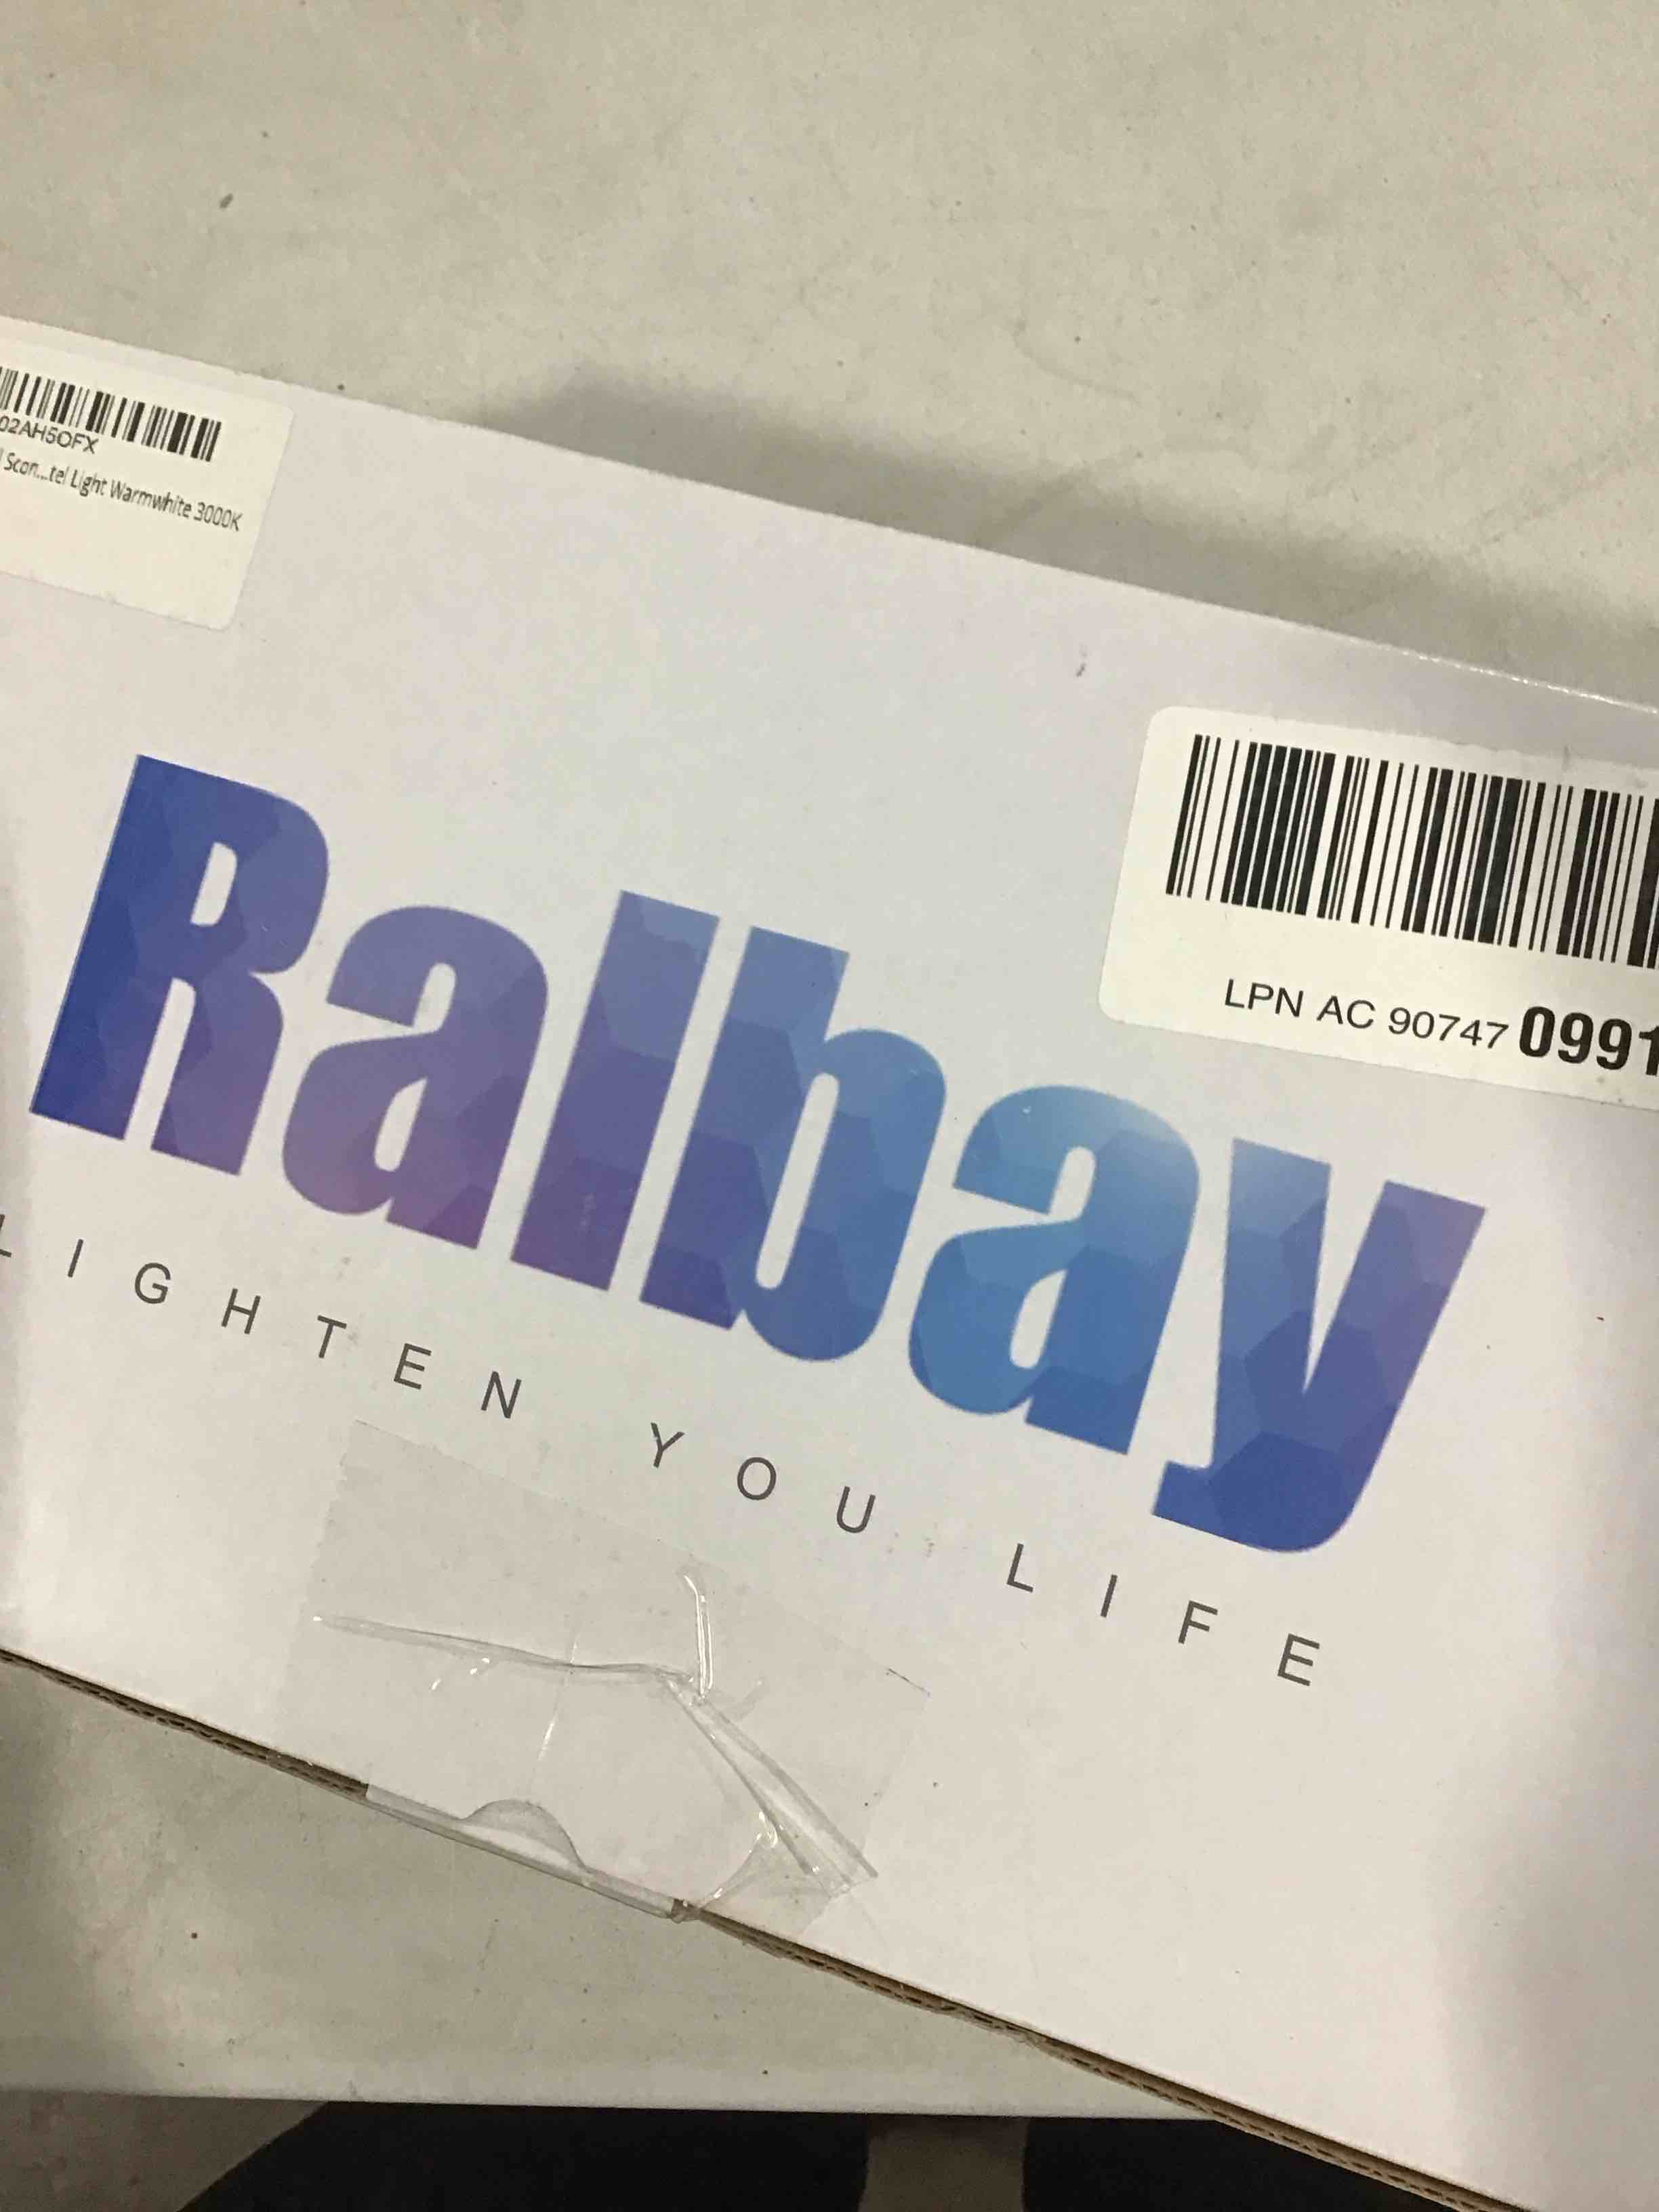 02AH5OFX
Scon...tel Light Warmwhite 3000K
LPN AC 90747 0991
Ralbay
LIGHTEN YOU LIFE